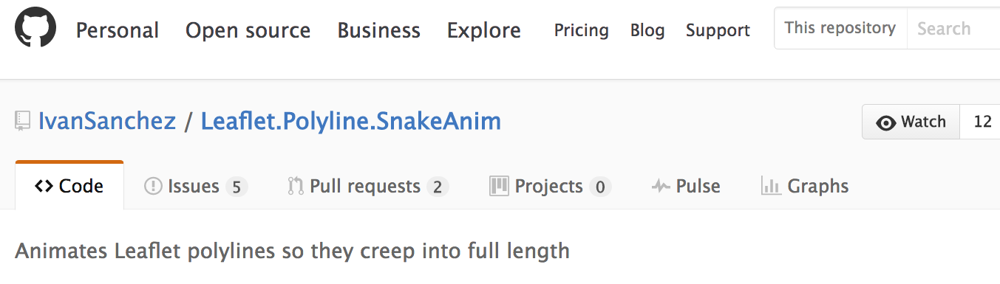 Personal Open source Business Explore Pricing Blog Support This repository Search
IvanSanchez / Leaflet.Polyline.SnakeAnim Watch 12
Code Issues 5 Pull requests 2 Projects 0 Pulse Graphs
Animates Leaflet polylines so they creep into full length